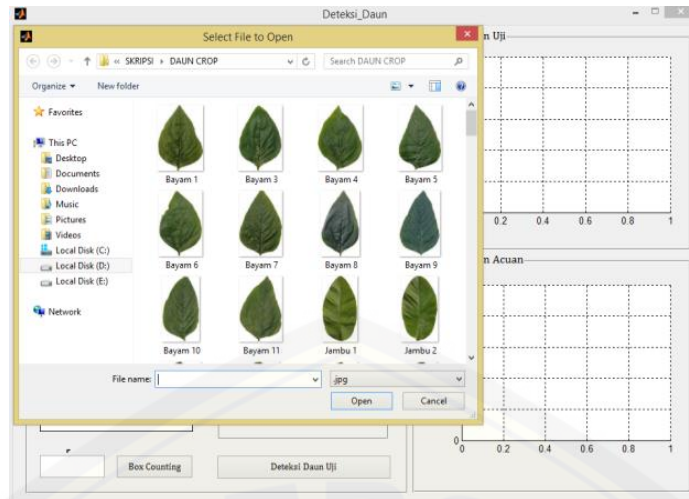 Deteksi_Daun
Select File to Open
n Uji
« SKRIPSI › DAUN CROP
Search DAUN CROP
Organize
New folder
Favorites
This PC
Desktop
Documents
Downloads
Music
Pictures
Videos
Local Disk (C:)
Local Disk (D:)
Local Disk (E:)
Network
Bayam 1 Bayam 3 Bayam 4 Bayam 5
Bayam 6 Bayam 7 Bayam 8 Bayam 9
Bayam 10 Bayam 11 Jambu 1 Jambu 2
0.2 0.4 0.6 0.8 1
n Acuan
File name:
.jpg
Open
Cancel
0
0 0.2 0.4 0.6 0.8 1
r
Box Counting
Deteksi Daun Uji